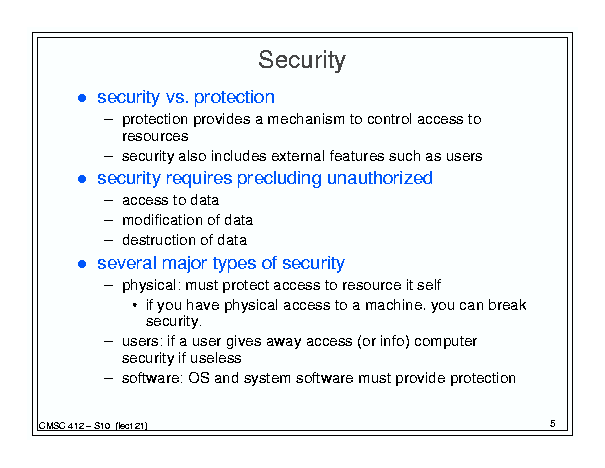 Security
● security vs. protection
– protection provides a mechanism to control access to
resources
– security also includes external features such as users
● security requires precluding unauthorized
– access to data
– modification of data
– destruction of data
● several major types of security
– physical: must protect access to resource it self
• if you have physical access to a machine. you can break
security.
– users: if a user gives away access (or info) computer
security if useless
– software: OS and system software must provide protection
CMSC 412 – S10 (lect 21)
5